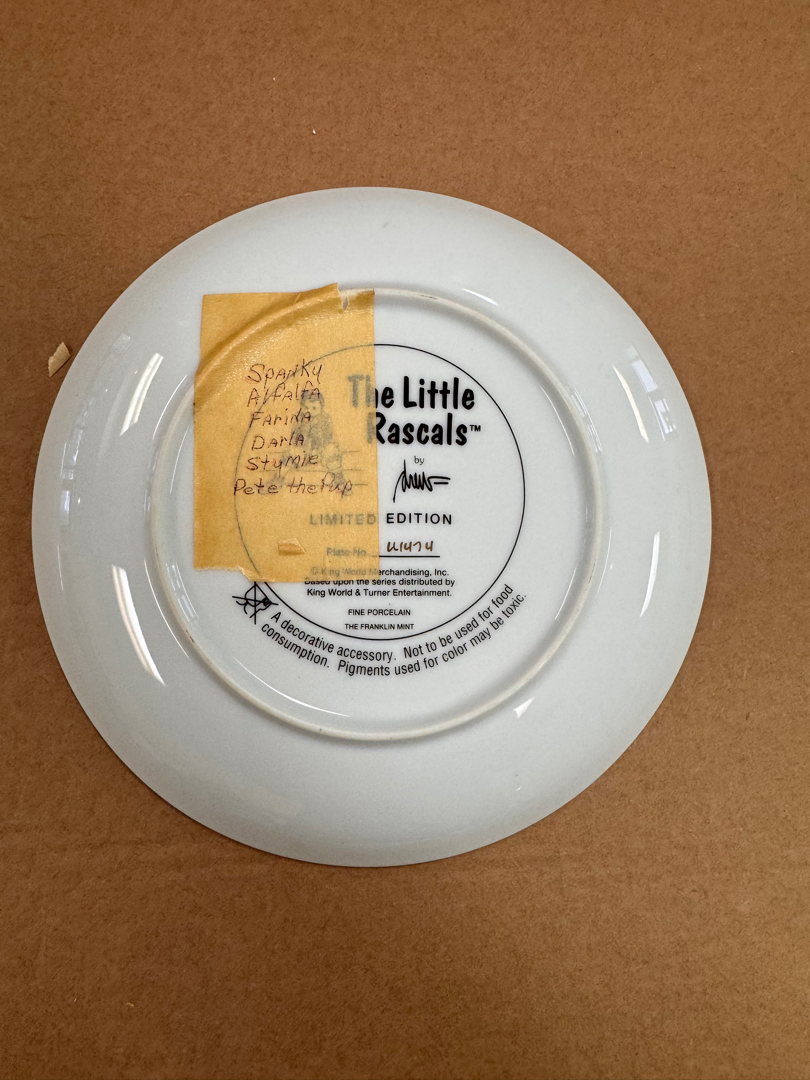 Spanky
Alfalfa
Farina
Darla
Stymie
Pete the Pup
The Little
Rascals™
by
LIMITED EDITION
Plate No.
© King World Merchandising, Inc.
Based upon the series distributed by
King World & Turner Entertainment.
FINE PORCELAIN
THE FRANKLIN MINT
A decorative accessory. Not to be used for food
consumption. Pigments used for color may be toxic.